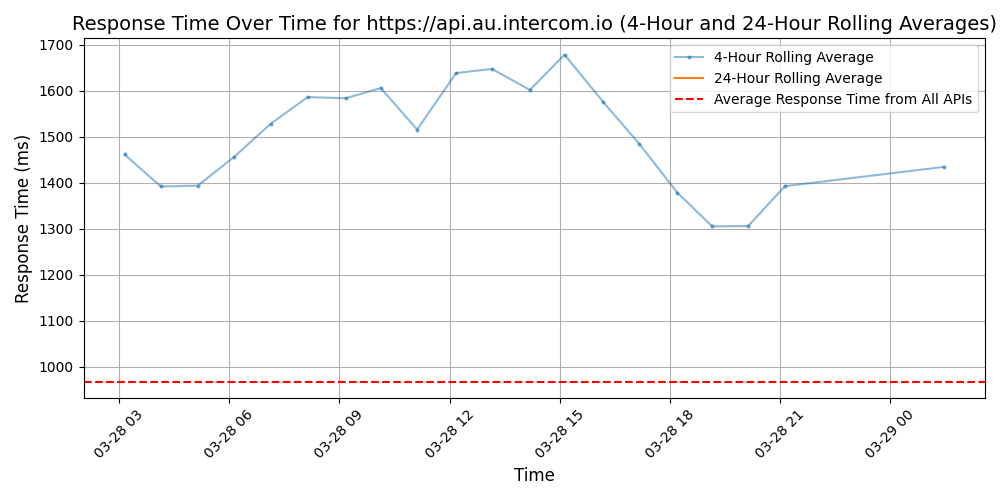 Response Time Over Time for https://api.au.intercom.io (4-Hour and 24-Hour Rolling Averages)
4-Hour Rolling Average
24-Hour Rolling Average
Average Response Time from All APIs
Response Time (ms)
1700
1600
1500
1400
1300
1200
1100
1000
03-28 03
03-28 06
03-28 09
03-28 12
03-28 15
03-28 18
03-28 21
03-29 00
Time